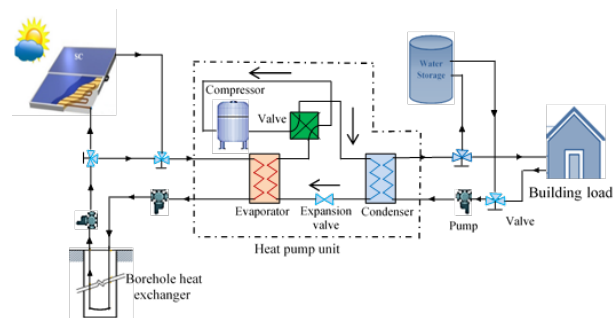 SC
Compressor
Valve
Water
Storage
Evaporator
Expansion
valve
Condenser
Pump
Valve
Building load
Heat pump unit
Borehole heat
exchanger